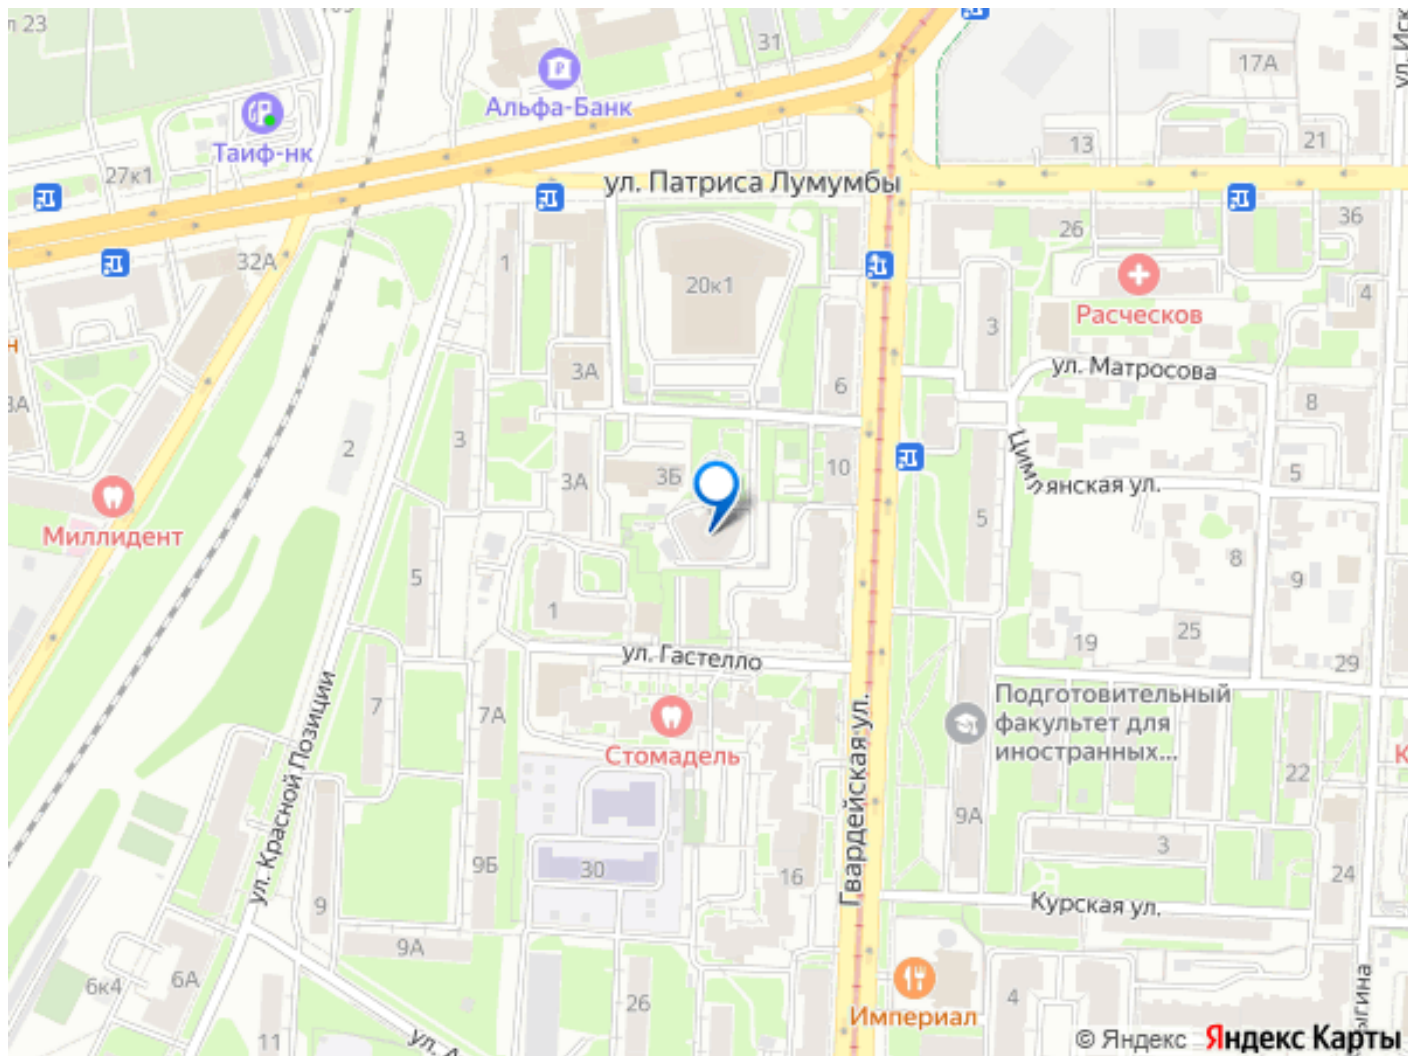 л 23
31
17А
ул. Иск
Альфа-Банк
Таиф-нк
13
21
27к1
ул. Патриса Лумумбы
26
36
32А
1
20к1
4
Расческов
3
н
3А
6
ул. Матросова
8
3А
3
2
10
3Б
3А
5
Цимлянская ул.
Миллидент
5
8
5
9
1
19
25
29
ул. Гастелло
7
7А
Стомадель
ул. Красной Позиции
Гвардейская ул.
Подготовительный
факультет для
иностранных...
22
К
9А
3
30
9Б
16
24
9
Курская ул.
9А
6А
6к4
26
4
Империал
11
ул. А
ыгина
© Яндекс Яндекс Карты